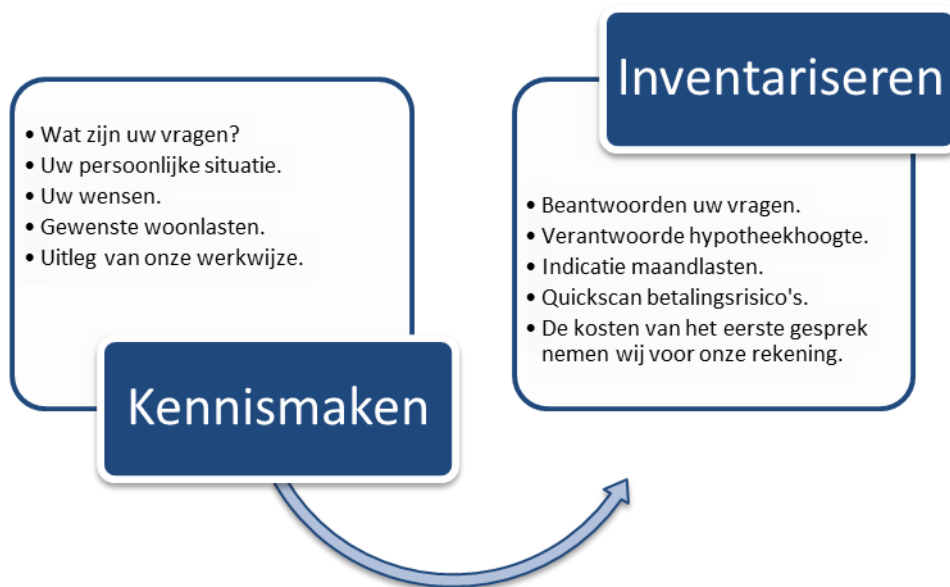 • Wat zijn uw vragen?
• Uw persoonlijke situatie.
• Uw wensen.
• Gewenste woonlasten.
• Uitleg van onze werkwijze.
Kennismaken
Inventariseren
• Beantwoorden uw vragen.
• Verantwoorde hypotheekhoogte.
• Indicatie maandlasten.
• Quickscan betalingsrisico's.
• De kosten van het eerste gesprek
nemen wij voor onze rekening.